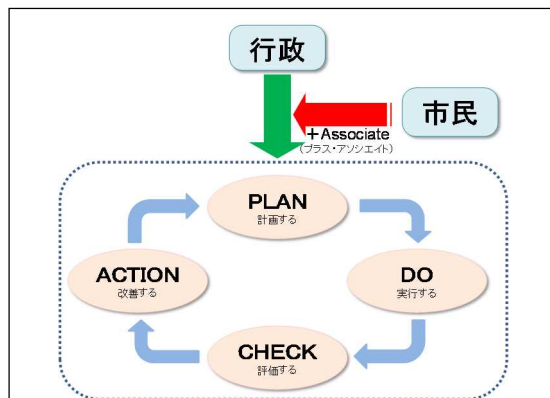 行政
市民
＋Associate
（プラス・アソシエイト）
PLAN
計画する
ACTION
改善する
DO
実行する
CHECK
評価する